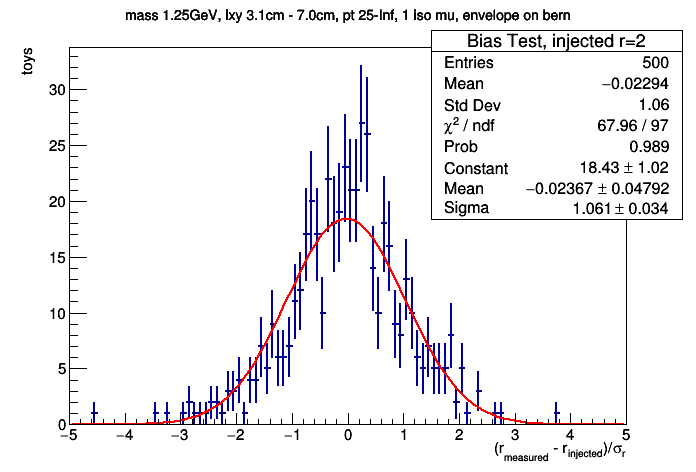 mass 1.25GeV, lxy 3.1cm - 7.0cm, pt 25-Inf, 1 Iso mu, envelope on bern
toys
Bias Test, injected r=2
Entries 500
Mean −0.02294
Std Dev 1.06
χ² / ndf 67.96 / 97
Prob 0.989
Constant 18.43 ± 1.02
Mean −0.02367 ± 0.04792
Sigma 1.061 ± 0.034
30
25
20
15
10
5
0
−5 −4 −3 −2 −1 0 1 2 3 4 5
(r_measured - r_injected)/σ_r